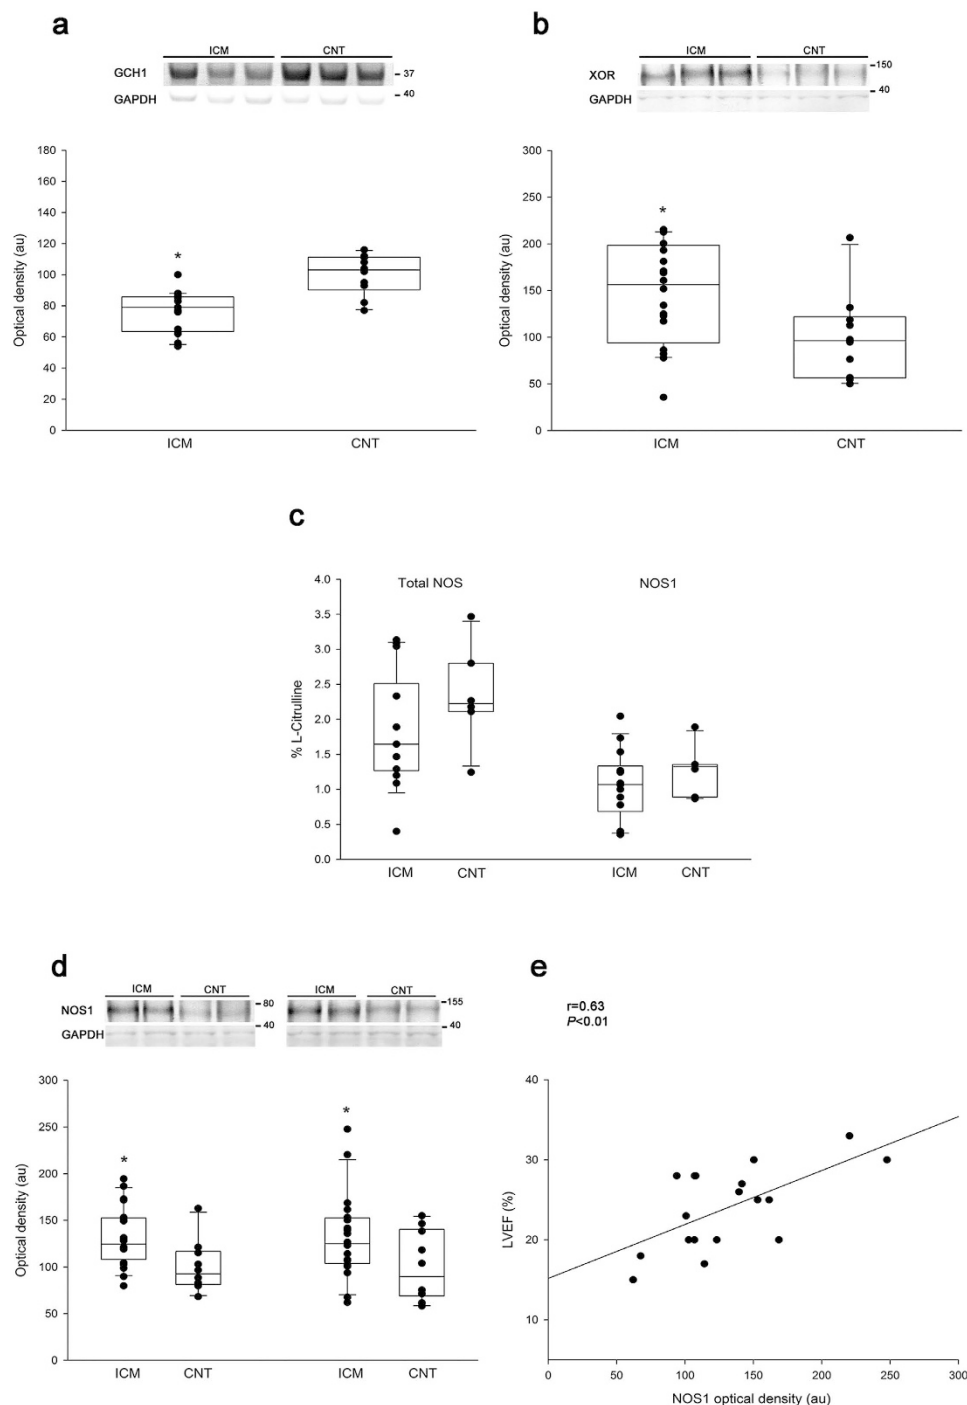 a
ICM CNT
GCH1 - 37
GAPDH - 40
180
160
140
120
100
80
60
40
20
0
Optical density (au)
*
ICM CNT
b
ICM CNT
XOR -150
GAPDH - 40
300
250
200
150
100
50
0
Optical density (au)
*
ICM CNT
c
4.0
3.5
3.0
2.5
2.0
1.5
1.0
0.5
0.0
% L-Citrulline
Total NOS NOS1
ICM CNT ICM CNT
d
ICM CNT ICM CNT
NOS1 - 80 -155
GAPDH - 40 - 40
300
250
200
150
100
50
0
Optical density (au)
* *
ICM CNT ICM CNT
e
r=0.63
P<0.01
40
30
20
10
LVEF (%)
0 50 100 150 200 250 300
NOS1 optical density (au)